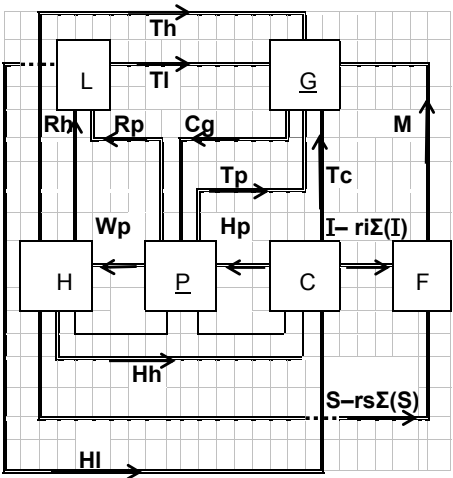 Th
L
Tl
G
Rh
Rp
Cg
M
Tp
Tc
Wp
Hp
I– riΣ(I)
H
P
C
F
Hh
S–rsΣ(S)
Hl